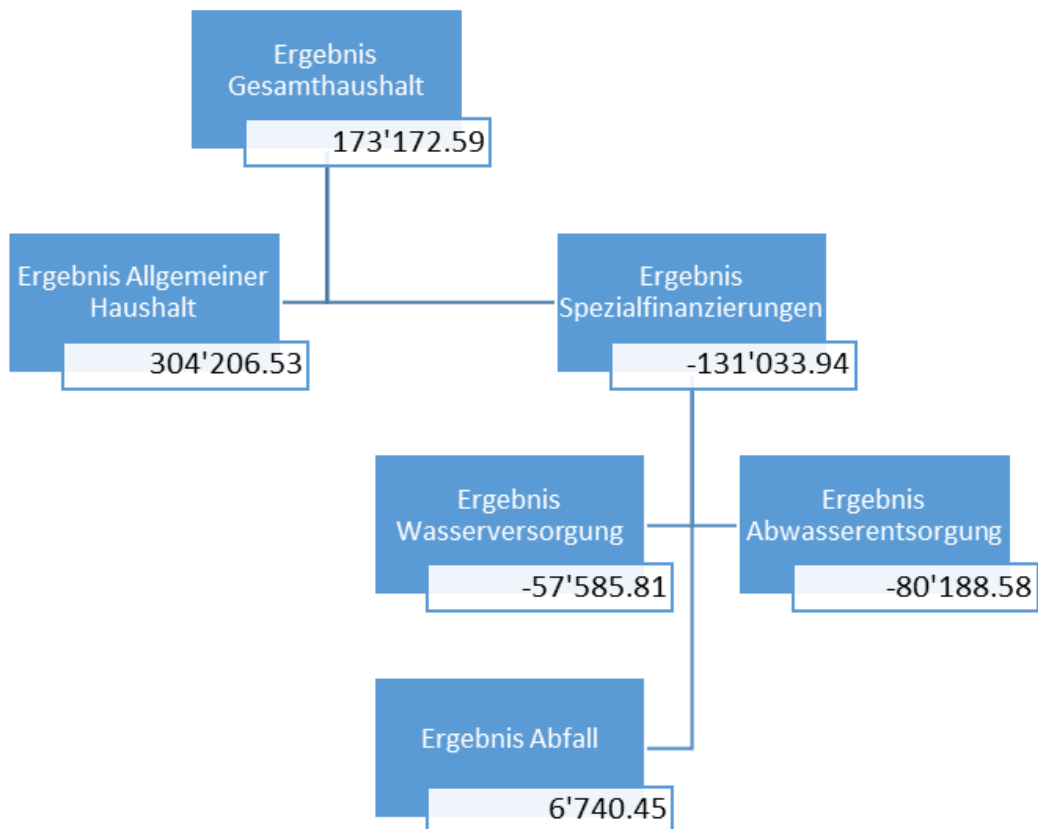 Ergebnis
Gesamthaushalt
173'172.59
Ergebnis Allgemeiner
Haushalt
304'206.53
Ergebnis
Spezialfinanzierungen
-131'033.94
Ergebnis
Wasserversorgung
-57'585.81
Ergebnis
Abwasserentsorgung
-80'188.58
Ergebnis Abfall
6'740.45